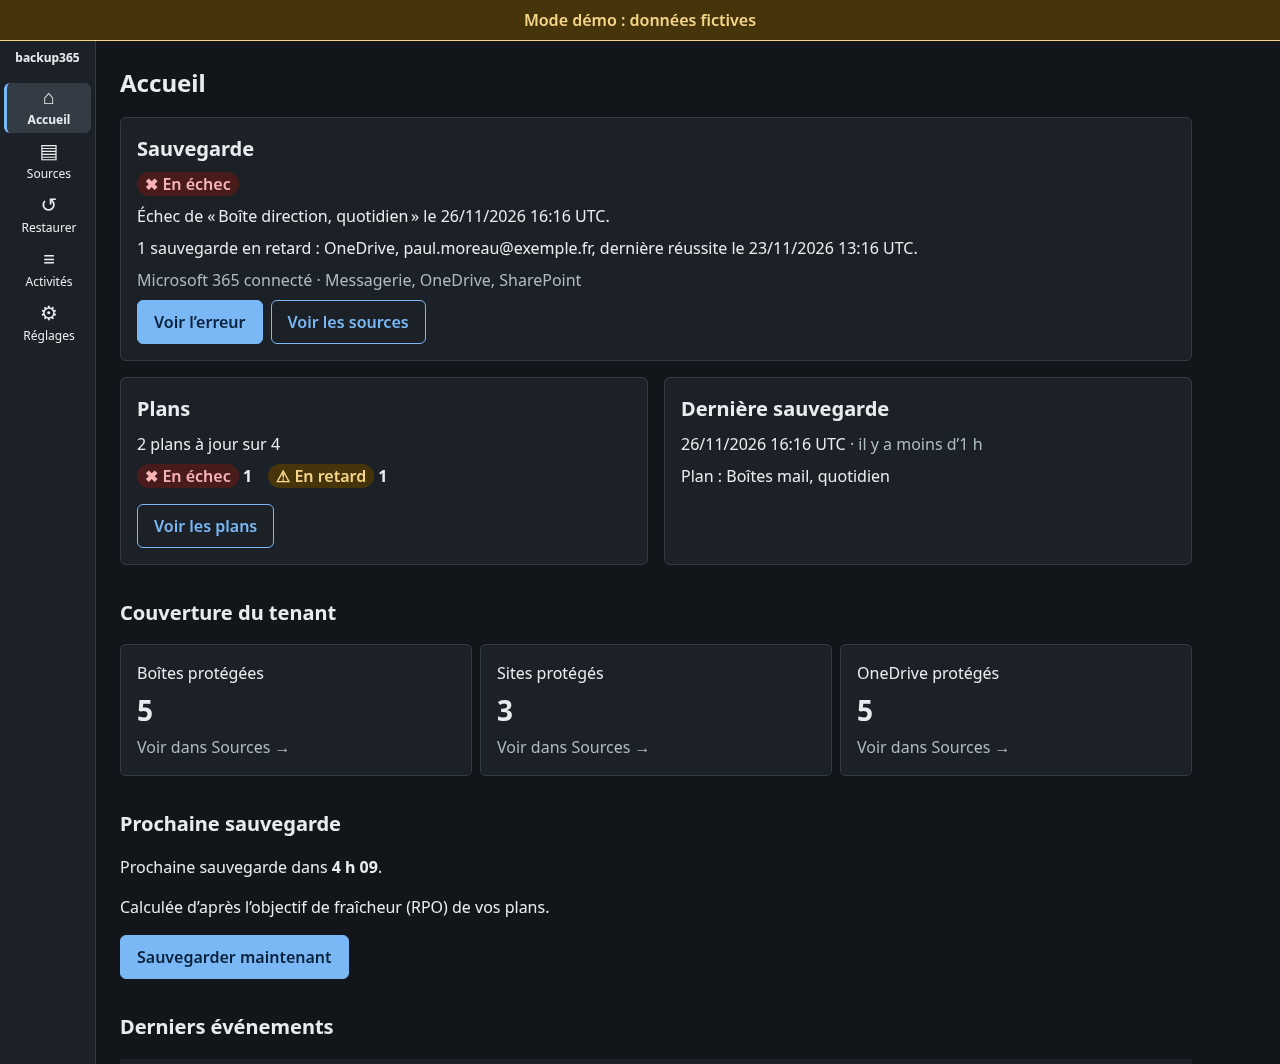 Mode démo : données fictives
backup365
Accueil
Sources
Restaurer
Activités
Réglages
Accueil
Sauvegarde
✖ En échec
Échec de « Boîte direction, quotidien » le 26/11/2026 16:16 UTC.
1 sauvegarde en retard : OneDrive, paul.moreau@exemple.fr, dernière réussite le 23/11/2026 13:16 UTC.
Microsoft 365 connecté · Messagerie, OneDrive, SharePoint
Voir l’erreur
Voir les sources
Plans
2 plans à jour sur 4
✖ En échec 1 ⚠ En retard 1
Voir les plans
Dernière sauvegarde
26/11/2026 16:16 UTC · il y a moins d’1 h
Plan : Boîtes mail, quotidien
Couverture du tenant
Boîtes protégées
5
Voir dans Sources →
Sites protégés
3
Voir dans Sources →
OneDrive protégés
5
Voir dans Sources →
Prochaine sauvegarde
Prochaine sauvegarde dans 4 h 09.
Calculée d’après l’objectif de fraîcheur (RPO) de vos plans.
Sauvegarder maintenant
Derniers événements